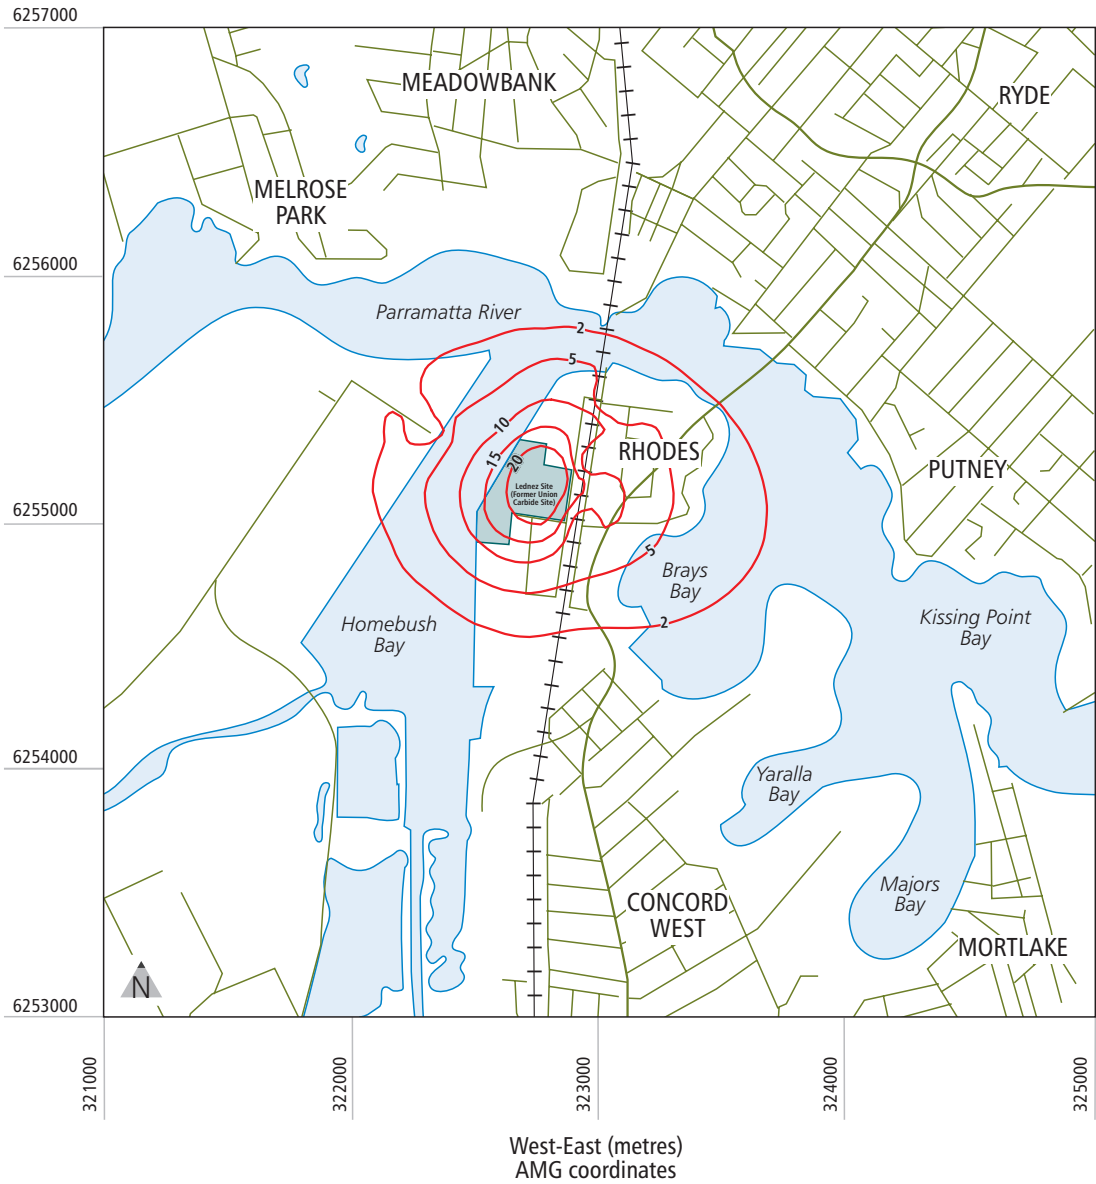 6257000
MEADOWBANK
RYDE
MELROSE
PARK
6256000
Parramatta River
2
5
10
RHODES
15
20
PUTNEY
Lednez Site
(Former Union
Carbide Site)
6255000
5
Brays
Bay
2
Homebush
Bay
Kissing Point
Bay
6254000
Yaralla
Bay
Majors
Bay
CONCORD
WEST
MORTLAKE
N
6253000
321000
322000
323000
324000
325000
West-East (metres)
AMG coordinates